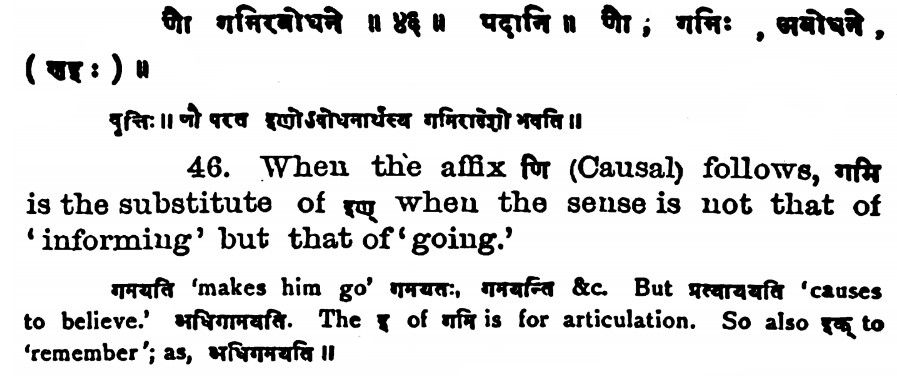 णौ गमिरबोधने ॥ ४६ ॥ पदानि ॥ णौ ; गमिः , अबोधने ,
( इणः ) ॥
वृत्तिः ॥ णौ परत इणोऽबोधनार्थस्य गमिरादेशो भवति ॥
46. When the affix णि (Causal) follows, गमि
is the substitute of इण् when the sense is not that of
‘informing’ but that of ‘going.’
गमयति ‘makes him go’ गमयतः, गमयन्ति &c. But प्रत्याययति ‘causes
to believe.’ अधिगामयति. The इ of गमि is for articulation. So also इक् to
‘remember’; as, अधिगमयति ॥